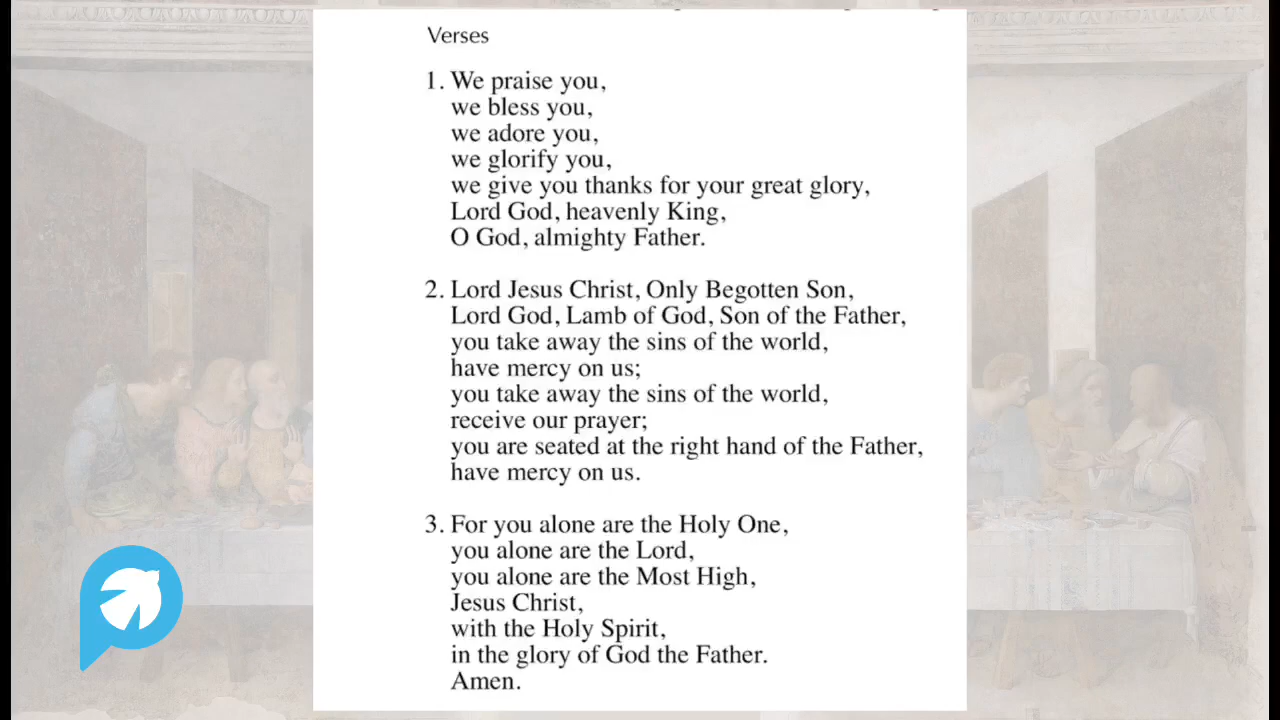 Verses
1. We praise you,
we bless you,
we adore you,
we glorify you,
we give you thanks for your great glory,
Lord God, heavenly King,
O God, almighty Father.
2. Lord Jesus Christ, Only Begotten Son,
Lord God, Lamb of God, Son of the Father,
you take away the sins of the world,
have mercy on us;
you take away the sins of the world,
receive our prayer;
you are seated at the right hand of the Father,
have mercy on us.
3. For you alone are the Holy One,
you alone are the Lord,
you alone are the Most High,
Jesus Christ,
with the Holy Spirit,
in the glory of God the Father.
Amen.